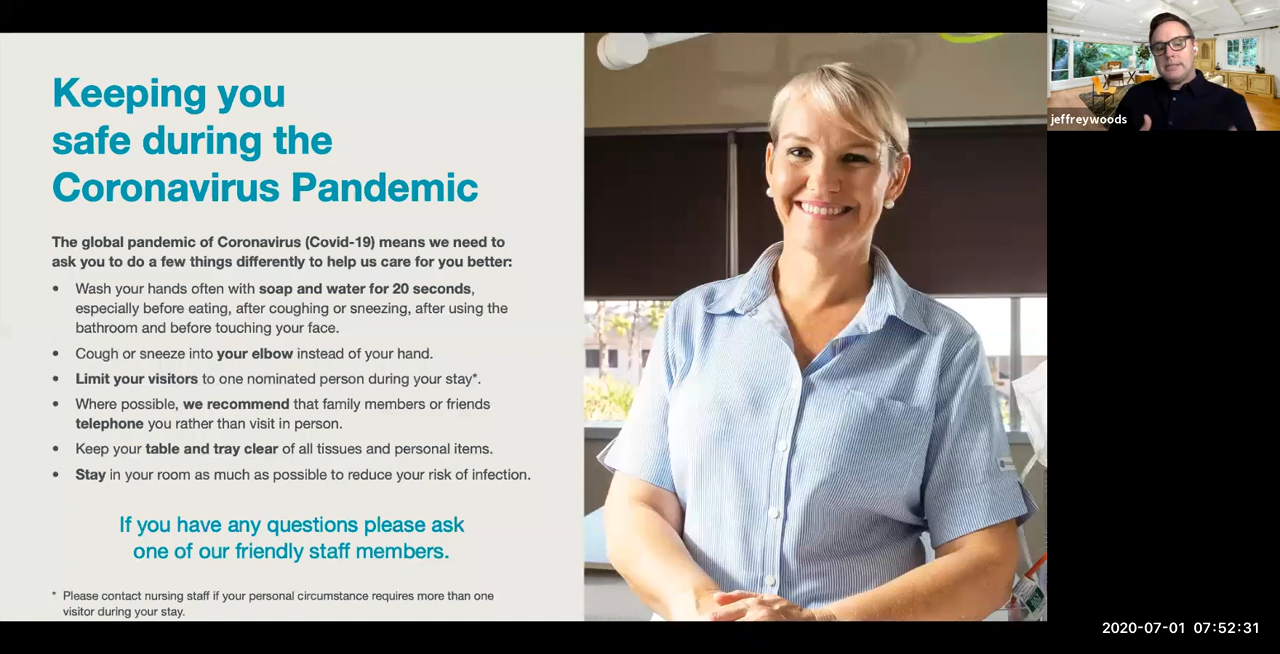 Keeping you
safe during the
Coronavirus Pandemic
The global pandemic of Coronavirus (Covid-19) means we need to
ask you to do a few things differently to help us care for you better:
• Wash your hands often with soap and water for 20 seconds,
especially before eating, after coughing or sneezing, after using the
bathroom and before touching your face.
• Cough or sneeze into your elbow instead of your hand.
• Limit your visitors to one nominated person during your stay*.
• Where possible, we recommend that family members or friends
telephone you rather than visit in person.
• Keep your table and tray clear of all tissues and personal items.
• Stay in your room as much as possible to reduce your risk of infection.
If you have any questions please ask
one of our friendly staff members.
* Please contact nursing staff if your personal circumstance requires more than one
visitor during your stay.
jeffreywoods
2020-07-01 07:52:31